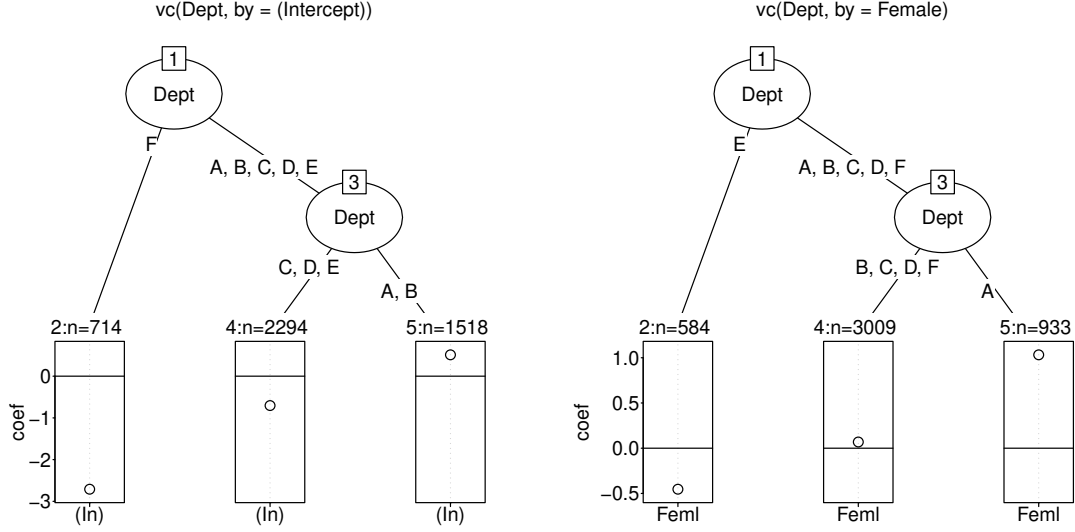 vc(Dept, by = (Intercept))
1
Dept
F
A, B, C, D, E
3
Dept
C, D, E
A, B
2:n=714
4:n=2294
5:n=1518
coef
0
−1
−2
−3
(In)
(In)
(In)
vc(Dept, by = Female)
1
Dept
E
A, B, C, D, F
3
Dept
B, C, D, F
A
2:n=584
4:n=3009
5:n=933
coef
1.0
0.5
0.0
−0.5
Feml
Feml
Feml